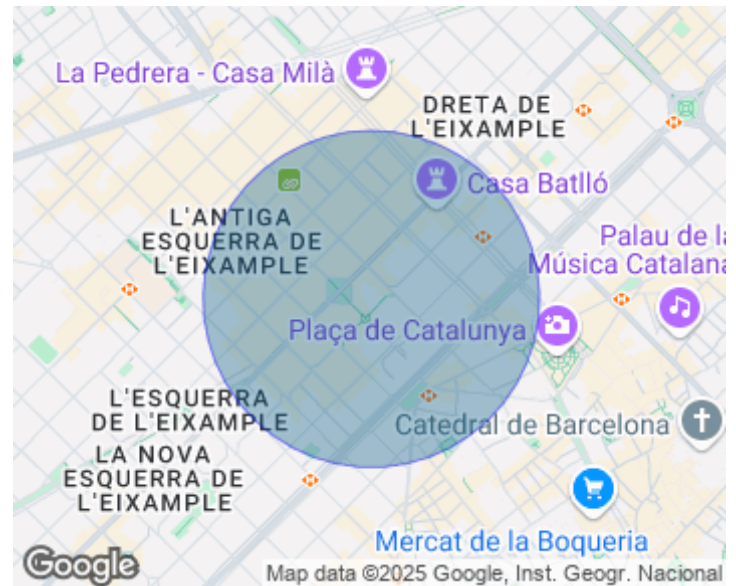 La Pedrera - Casa Milà
DRETA DE
L'EIXAMPLE
Casa Batlló
L'ANTIGA
ESQUERRA DE
L'EIXAMPLE
Palau de la
Música Catalana
Plaça de Catalunya
L'ESQUERRA
DE L'EIXAMPLE
Catedral de Barcelona
LA NOVA
ESQUERRA DE
L'EIXAMPLE
Mercat de la Boqueria
Google
Map data ©2025 Google, Inst. Geogr. Nacional